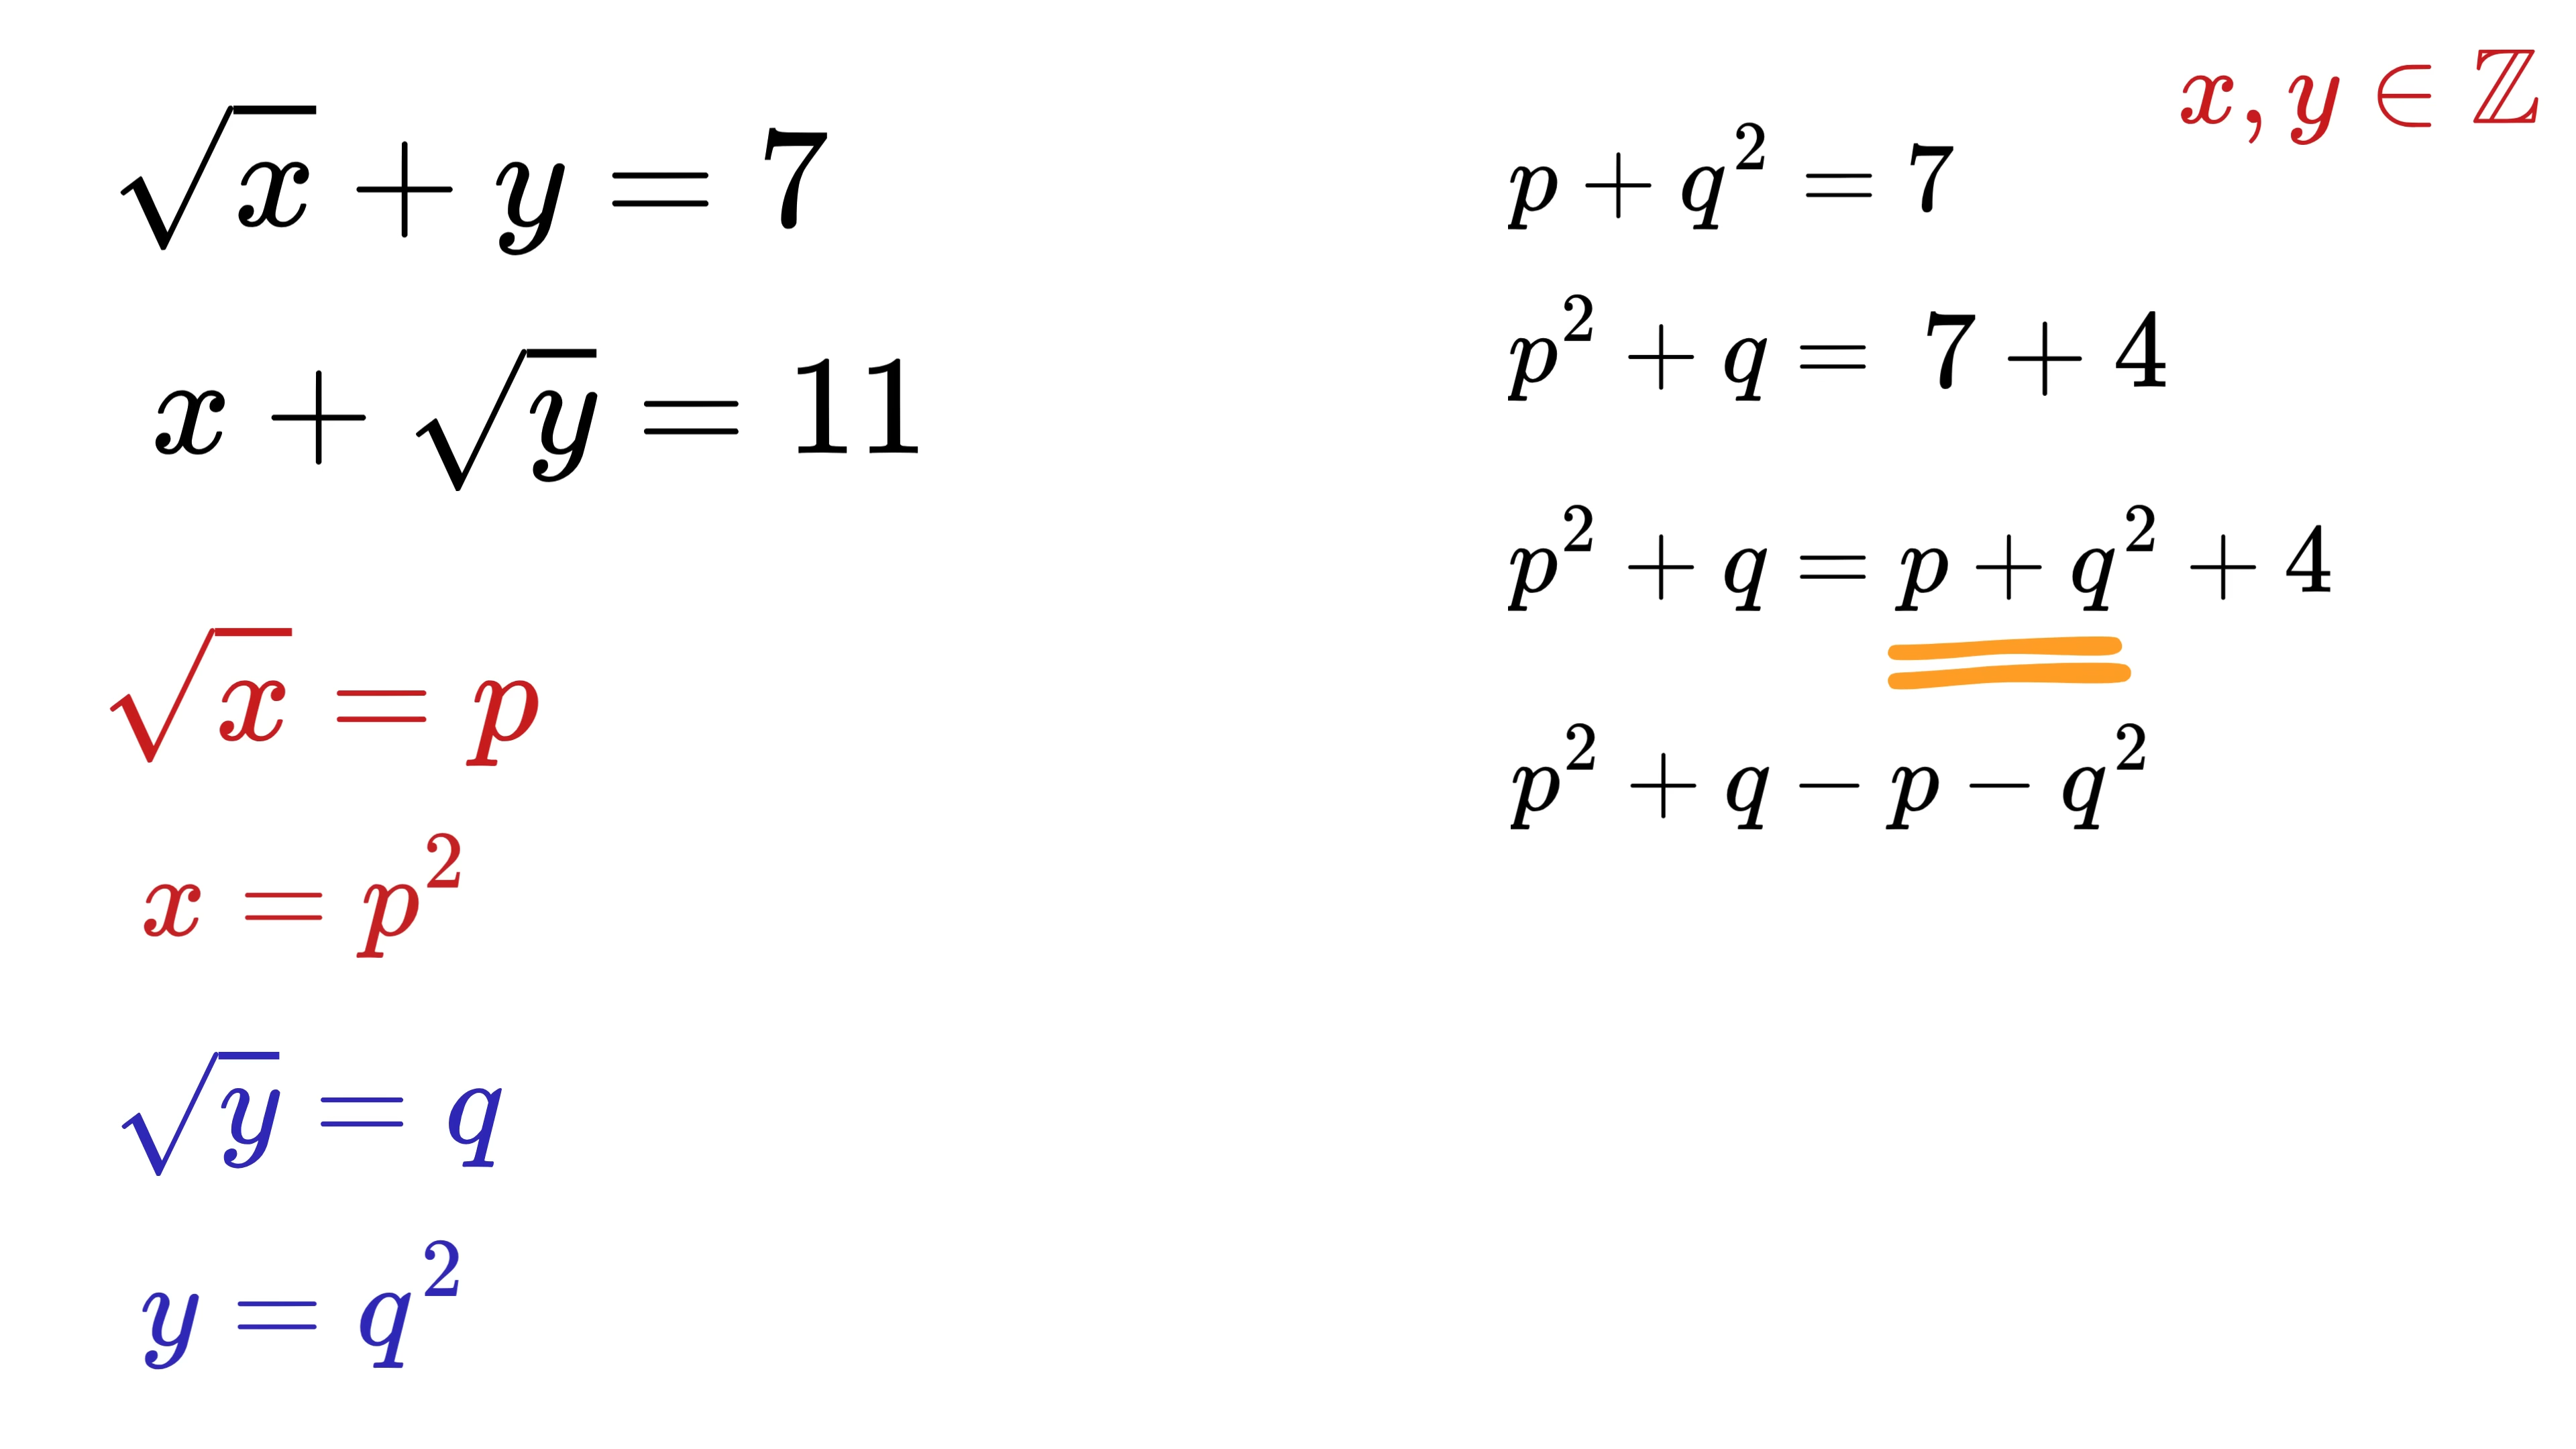 √x + y = 7
x + √y = 11
√x = p
x = p²
√y = q
y = q²
x, y ∈ ℤ
p + q² = 7
p² + q = 7 + 4
p² + q = p + q² + 4
p² + q − p − q²